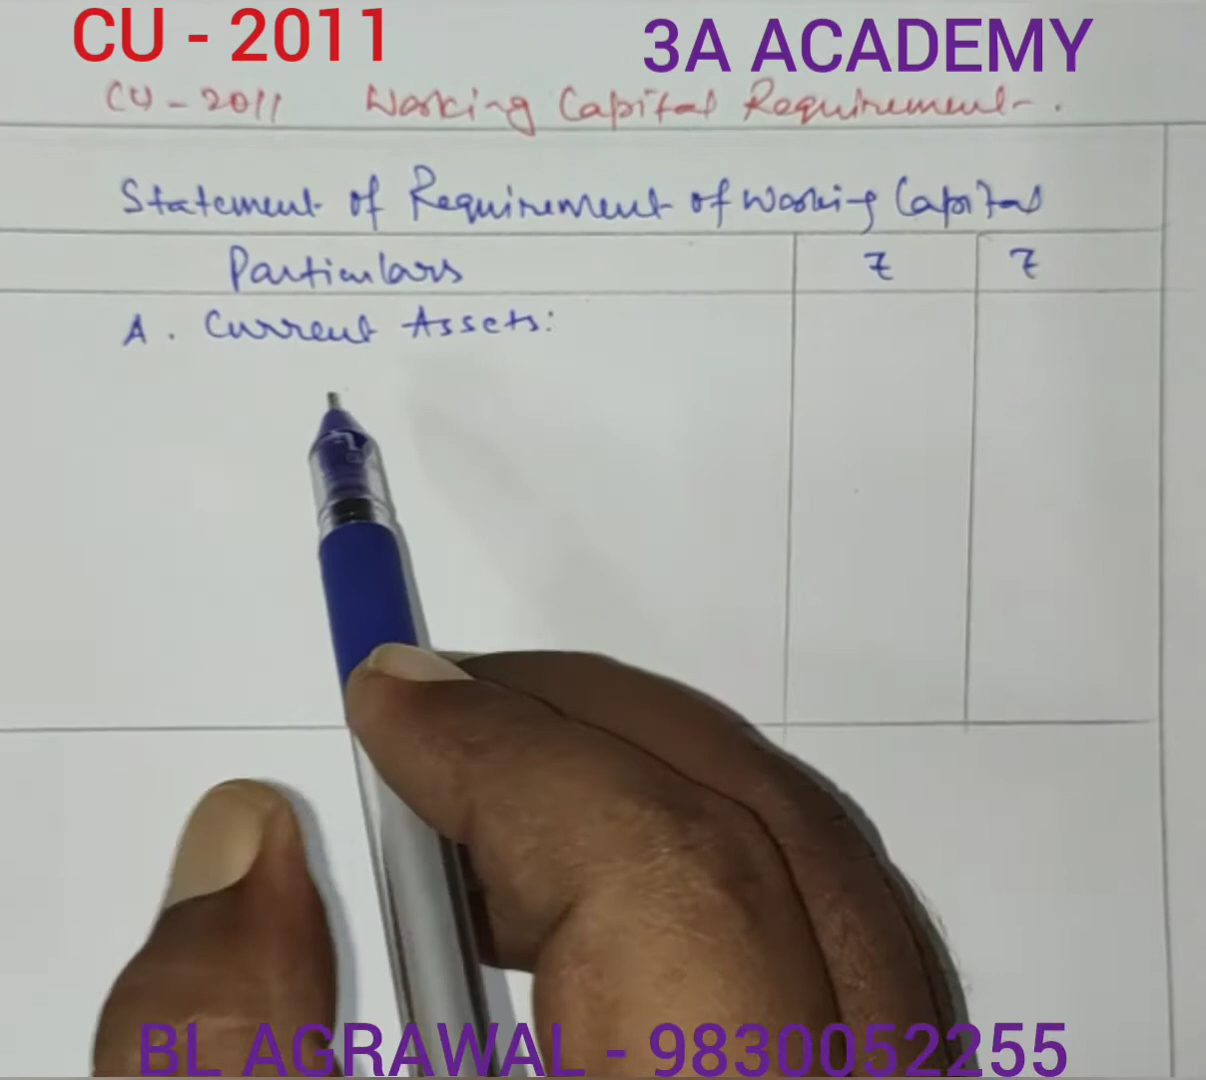 CU - 2011 3A ACADEMY
CU - 2011 Working Capital Requirement.
Statement of Requirement of Working Capital
Particulars ₹ ₹
A. Current Assets:
BL AGRAWAL - 9830052255